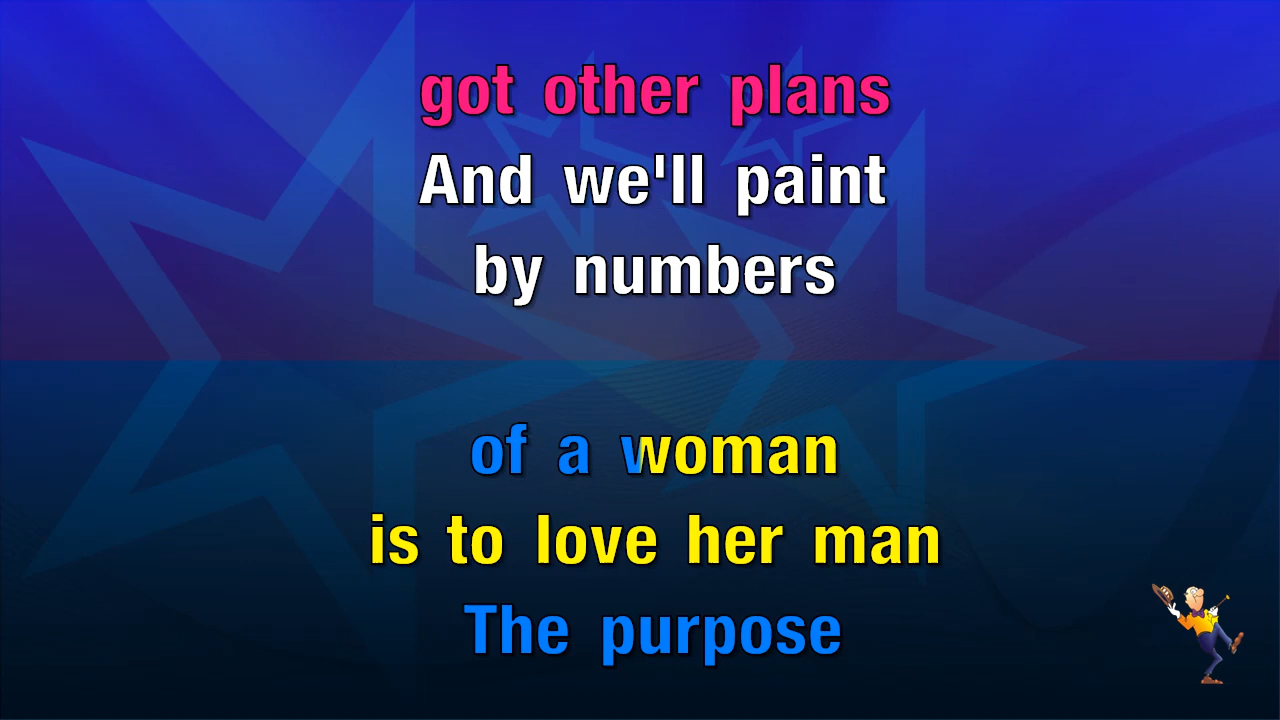 got other plans
And we'll paint
by numbers
of a woman
is to love her man
The purpose